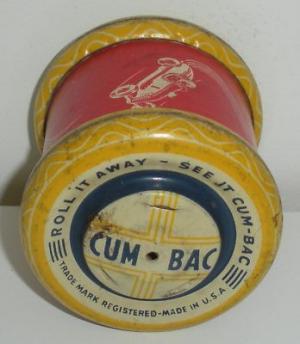 ROLL IT AWAY - SEE IT CUM-BAC
CUM BAC
TRADE MARK REGISTERED-MADE IN U.S.A.